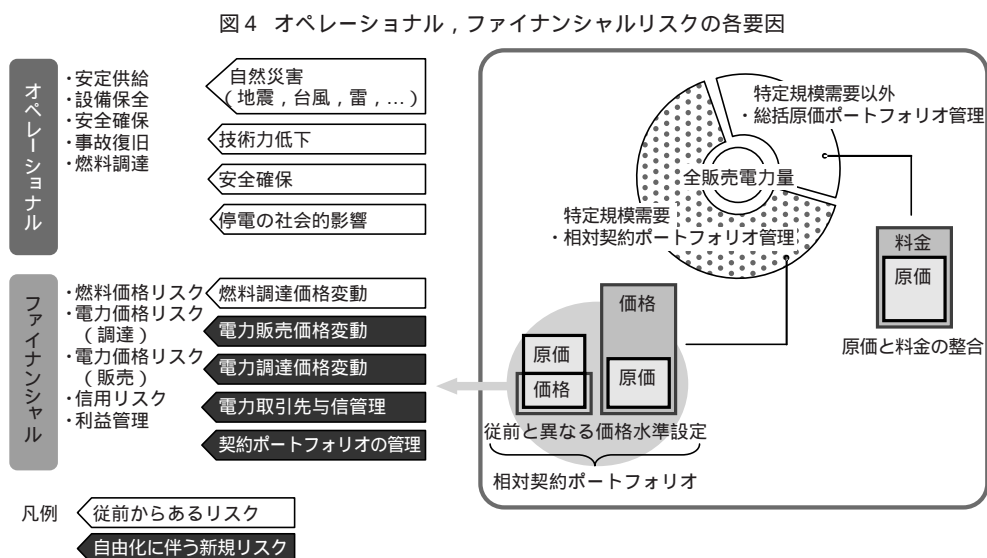 図４ オペレーショナル，ファイナンシャルリスクの各要因
オペレーショナル
・安定供給
・設備保全
・安全確保
・事故復旧
・燃料調達
自然災害
（地震，台風，雷，…）
技術力低下
安全確保
停電の社会的影響
ファイナンシャル
・燃料価格リスク
・電力価格リスク
（調達）
・電力価格リスク
（販売）
・信用リスク
・利益管理
燃料調達価格変動
電力販売価格変動
電力調達価格変動
電力取引先与信管理
契約ポートフォリオの管理
凡例
従前からあるリスク
自由化に伴う新規リスク
特定規模需要以外
・総括原価ポートフォリオ管理
全販売電力量
特定規模需要
・相対契約ポートフォリオ管理
料金
原価
原価と料金の整合
価格
原価
原価
価格
従前と異なる価格水準設定
相対契約ポートフォリオ